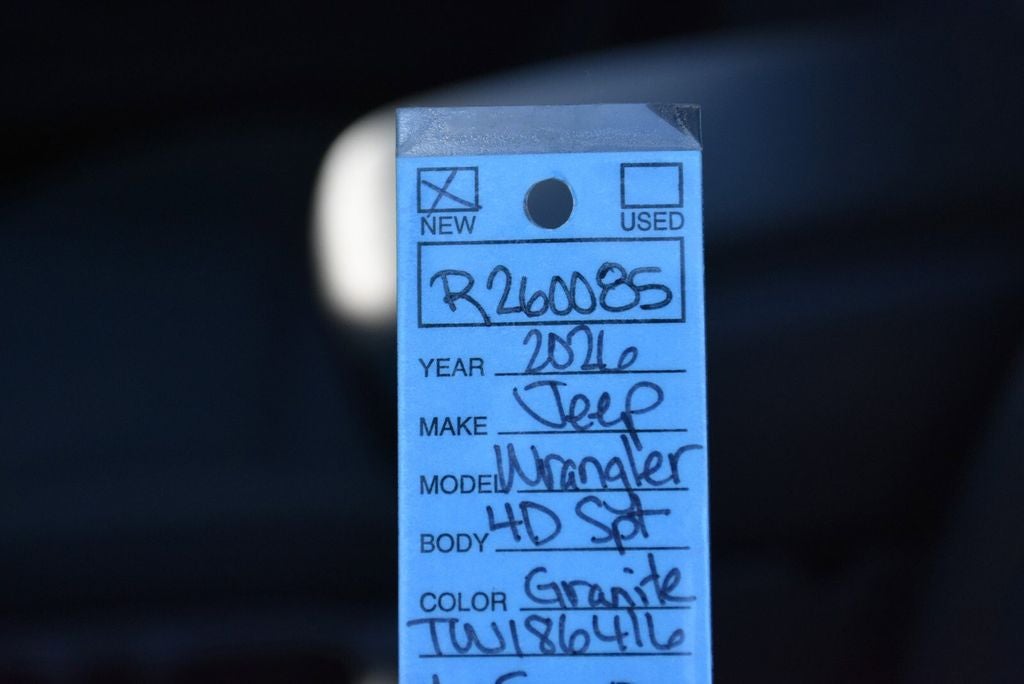 NEW USED
R260085
YEAR 2026
MAKE Jeep
MODEL Wrangler
BODY 4D Spt
COLOR Granite
TW186416